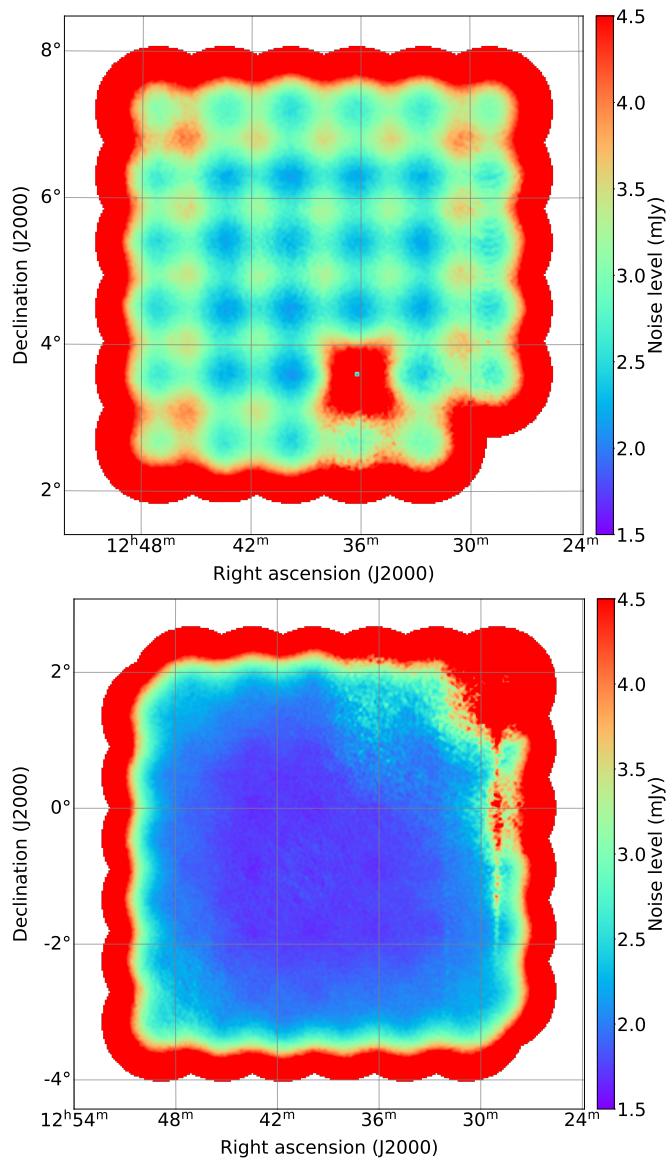 8°
6°
4°
2°
Declination (J2000)
12ʰ48ᵐ 42ᵐ 36ᵐ 30ᵐ 24ᵐ
Right ascension (J2000)
4.5
4.0
3.5
3.0
2.5
2.0
1.5
Noise level (mJy)
2°
0°
-2°
-4°
Declination (J2000)
12ʰ54ᵐ 48ᵐ 42ᵐ 36ᵐ 30ᵐ 24ᵐ
Right ascension (J2000)
4.5
4.0
3.5
3.0
2.5
2.0
1.5
Noise level (mJy)